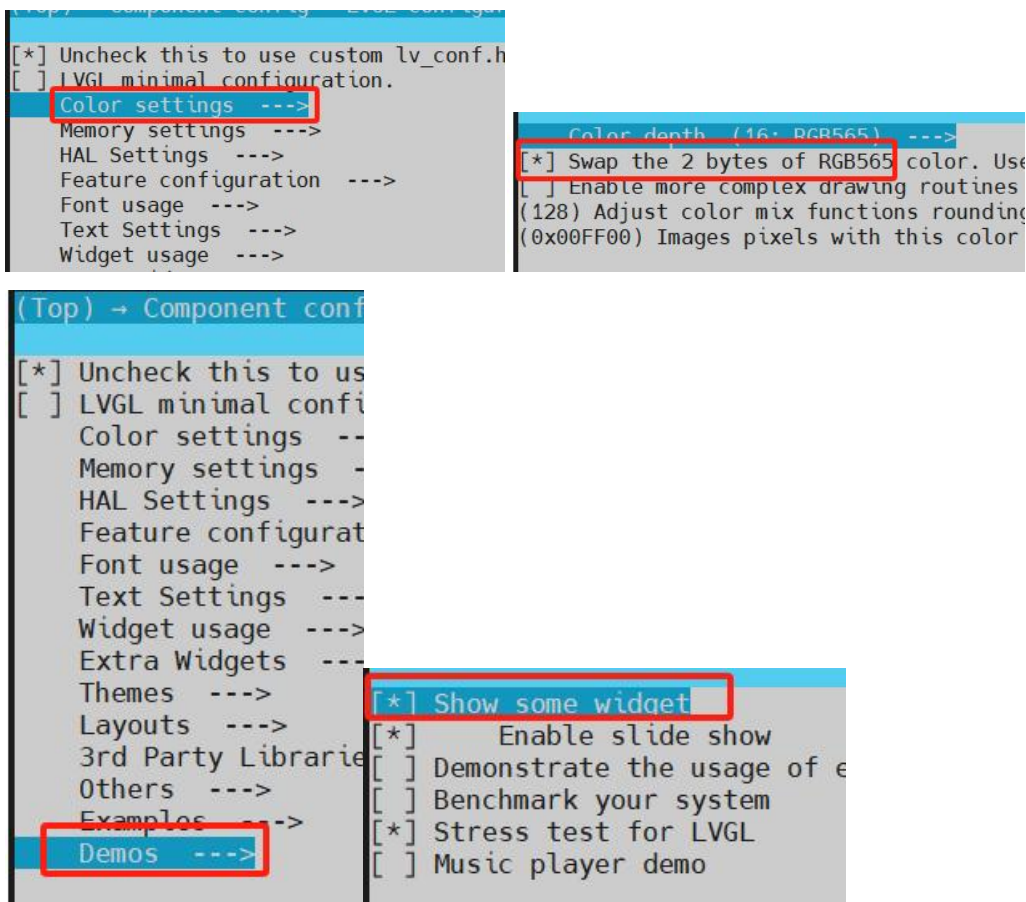 [*] Uncheck this to use custom lv_conf.h
[ ] LVGL minimal configuration.
Color settings --->
Memory settings --->
HAL Settings --->
Feature configuration --->
Font usage --->
Text Settings --->
Widget usage --->
Color depth (16: RGB565) --->
[*] Swap the 2 bytes of RGB565 color. Use
[ ] Enable more complex drawing routines
(128) Adjust color mix functions rounding
(0x00FF00) Images pixels with this color
(Top) → Component conf
[*] Uncheck this to us
[ ] LVGL minimal confi
Color settings --
Memory settings -
HAL Settings --->
Feature configurat
Font usage --->
Text Settings ---
Widget usage --->
Extra Widgets ---
Themes --->
Layouts --->
3rd Party Librarie
Others --->
Examples --->
Demos --->
[*] Show some widget
[*] Enable slide show
[ ] Demonstrate the usage of e
[ ] Benchmark your system
[*] Stress test for LVGL
[ ] Music player demo